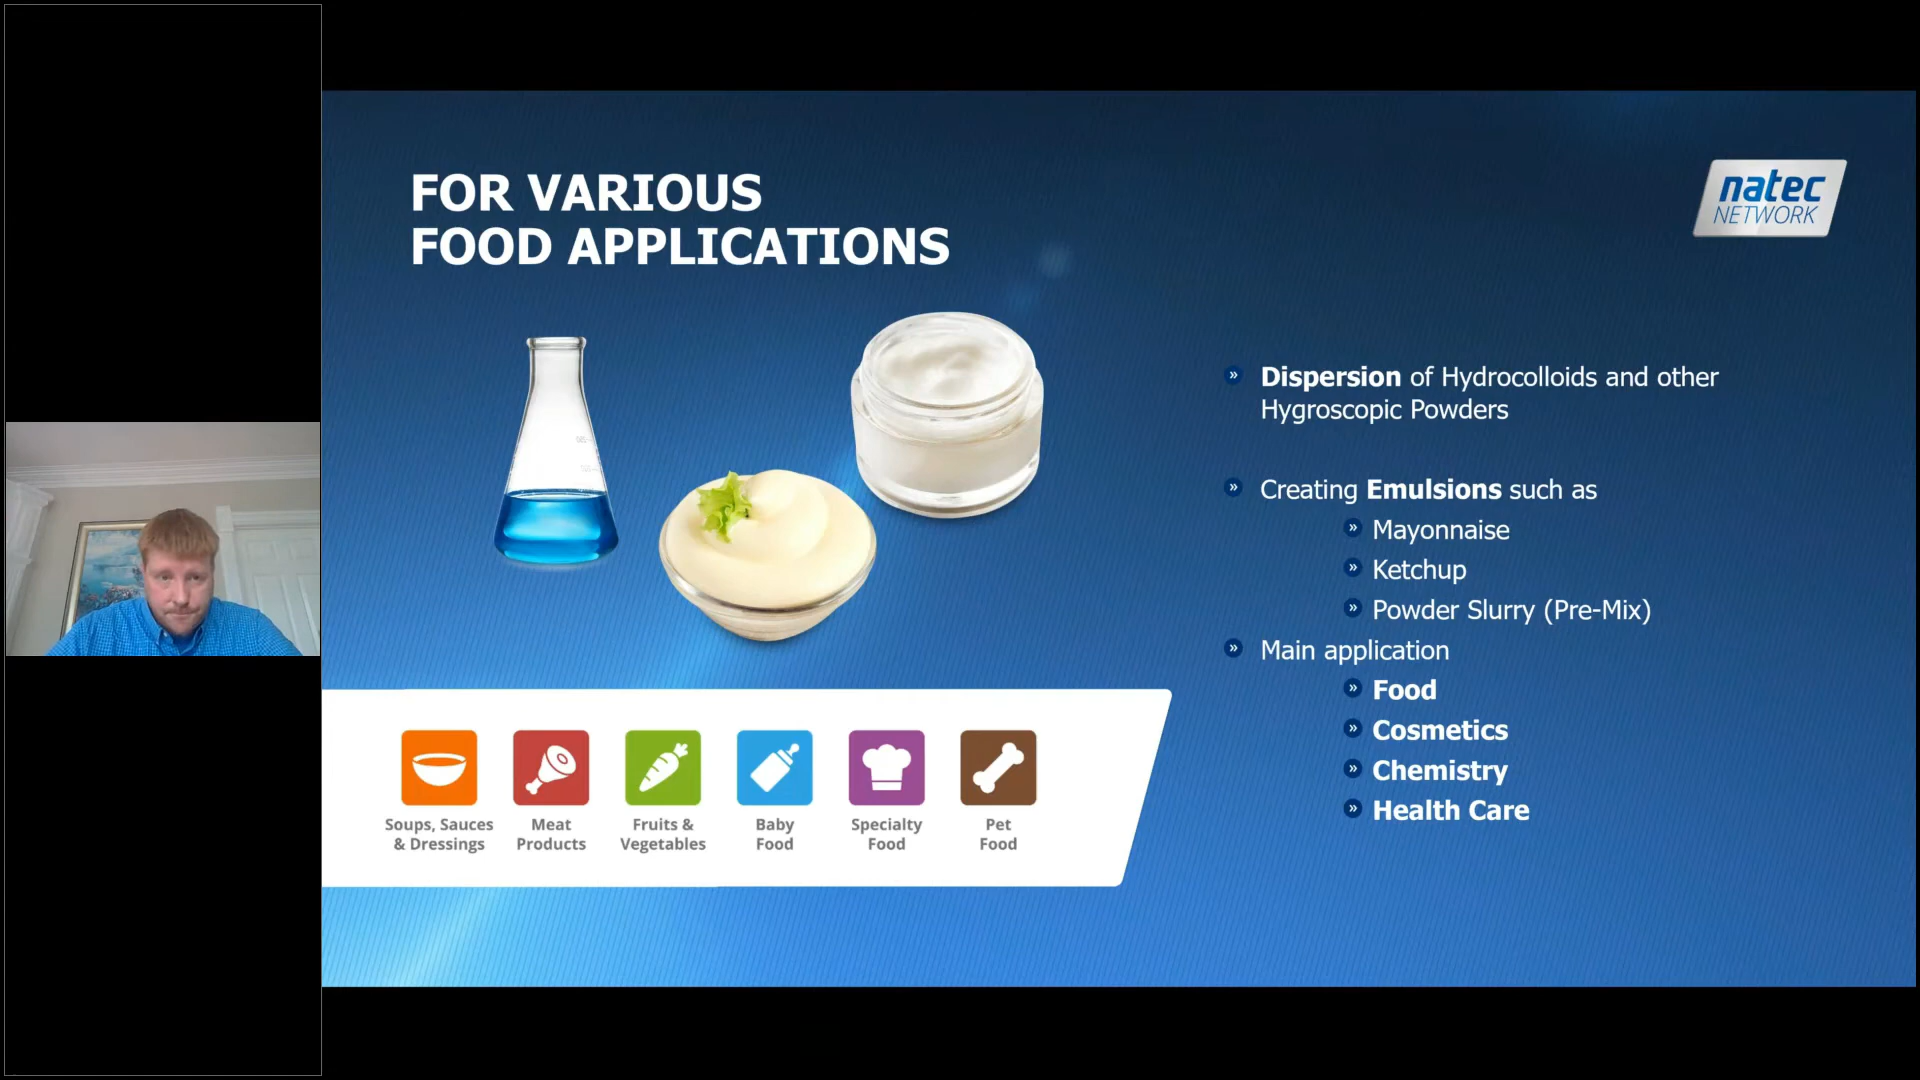 FOR VARIOUS
FOOD APPLICATIONS
natec
NETWORK
» Dispersion of Hydrocolloids and other
Hygroscopic Powders
» Creating Emulsions such as
» Mayonnaise
» Ketchup
» Powder Slurry (Pre-Mix)
» Main application
» Food
» Cosmetics
» Chemistry
» Health Care
Soups, Sauces
& Dressings
Meat
Products
Fruits &
Vegetables
Baby
Food
Specialty
Food
Pet
Food